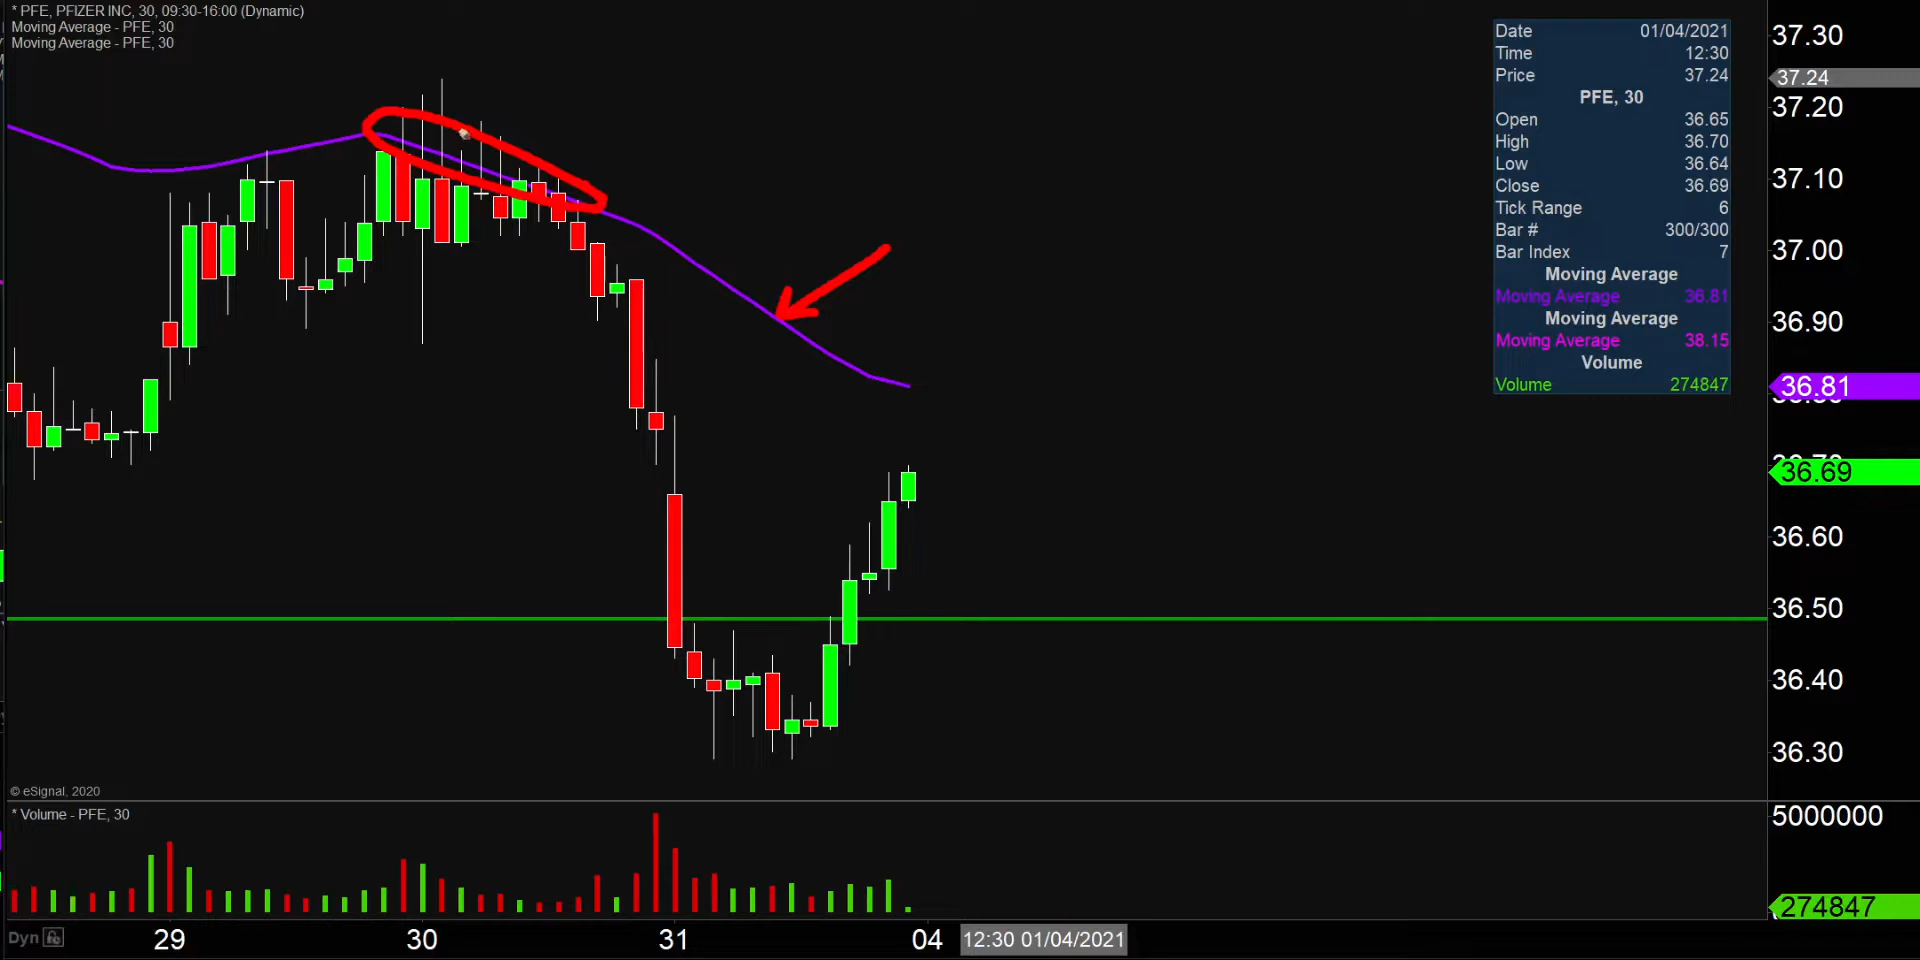 * PFE, PFIZER INC, 30, 09:30-16:00 (Dynamic)
Moving Average - PFE, 30
Moving Average - PFE, 30
Date 01/04/2021
Time 12:30
Price 37.24
PFE, 30
Open 36.65
High 36.70
Low 36.64
Close 36.69
Tick Range 6
Bar # 300/300
Bar Index 7
Moving Average
Moving Average 36.81
Moving Average
Moving Average 38.15
Volume
Volume 274847
37.30
37.24
37.20
37.10
37.00
36.90
36.81
36.69
36.60
36.50
36.40
36.30
© eSignal, 2020
* Volume - PFE, 30
5000000
274847
Dyn
29 30 31 04 12:30 01/04/2021